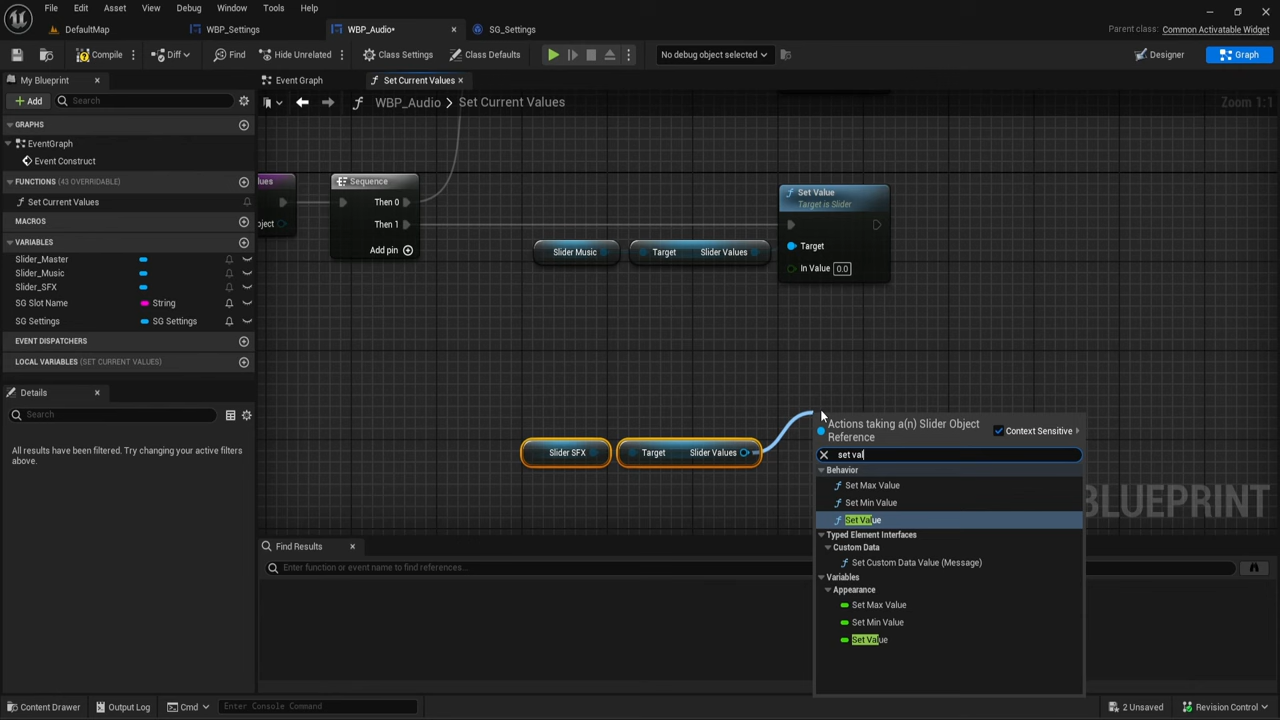 File Edit Asset View Debug Window Tools Help
DefaultMap WBP_Settings WBP_Audio• SG_Settings Parent class: Common Activatable Widget
Compile Diff Find Hide Unrelated Class Settings Class Defaults No debug object selected Designer Graph
My Blueprint Event Graph Set Current Values
Add Search WBP_Audio Set Current Values Zoom 1:1
GRAPHS
EventGraph
Event Construct
FUNCTIONS (43 OVERRIDABLE)
Set Current Values
MACROS
VARIABLES
Slider_Master
Slider_Music
Slider_SFX
SG Slot Name String
SG Settings SG Settings
EVENT DISPATCHERS
LOCAL VARIABLES (SET CURRENT VALUES)
Details
Search
All results have been filtered. Try changing your active filters
above.
alues
bject
Sequence
Then 0
Then 1
Add pin
Slider Music
Target Slider Values
Set Value
Target is Slider
Target
In Value 0.0
Slider SFX
Target Slider Values
Actions taking a(n) Slider Object
Reference
Context Sensitive
set val
Behavior
Set Max Value
Set Min Value
Set Value
Typed Element Interfaces
Custom Data
Set Custom Data Value (Message)
Variables
Appearance
Set Max Value
Set Min Value
Set Value
BLUEPRINT
Find Results
Enter function or event name to find references...
Content Drawer Output Log Cmd Enter Console Command 2 Unsaved Revision Control